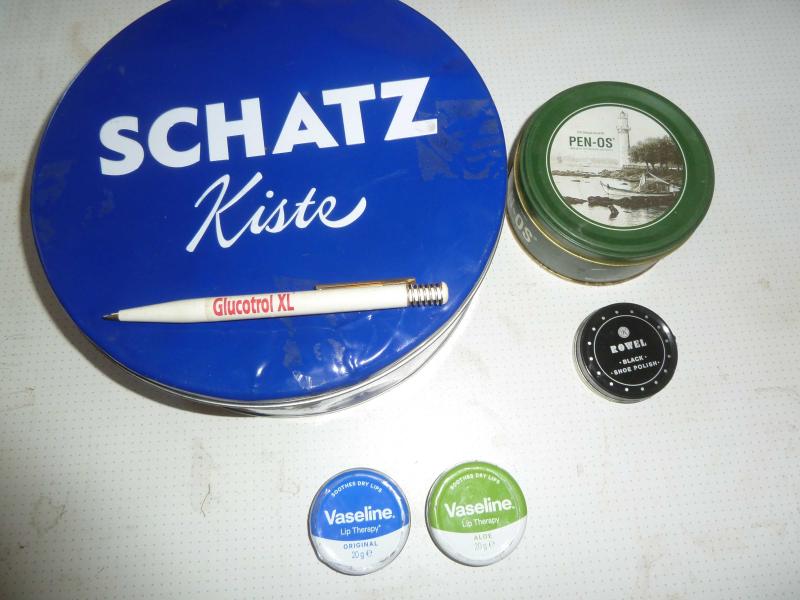 SCHATZ
Kiste
Glucotrol XL
PEN-OS
ROWEL
·BLACK·
·SHOE POLISH·
SOOTHES DRY LIPS
Vaseline.
Lip Therapy
ORIGINAL
20 g ℮
SOOTHES DRY LIPS
Vaseline.
Lip Therapy
ALOE
20 g ℮